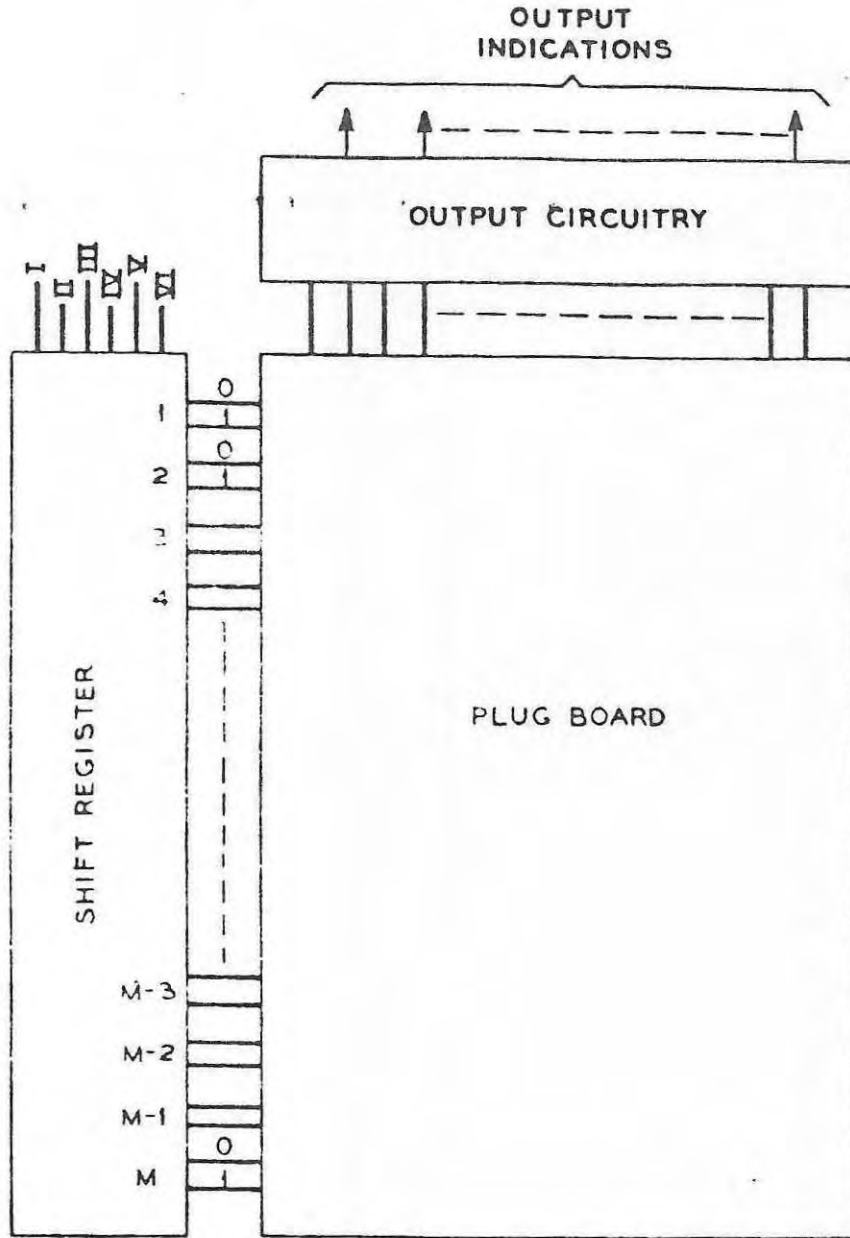 OUTPUT
INDICATIONS
OUTPUT CIRCUITRY
I
II
III
IV
V
VI
0
1
1
0
2
1
3
4
PLUG BOARD
SHIFT REGISTER
M-3
M-2
M-1
0
M
1